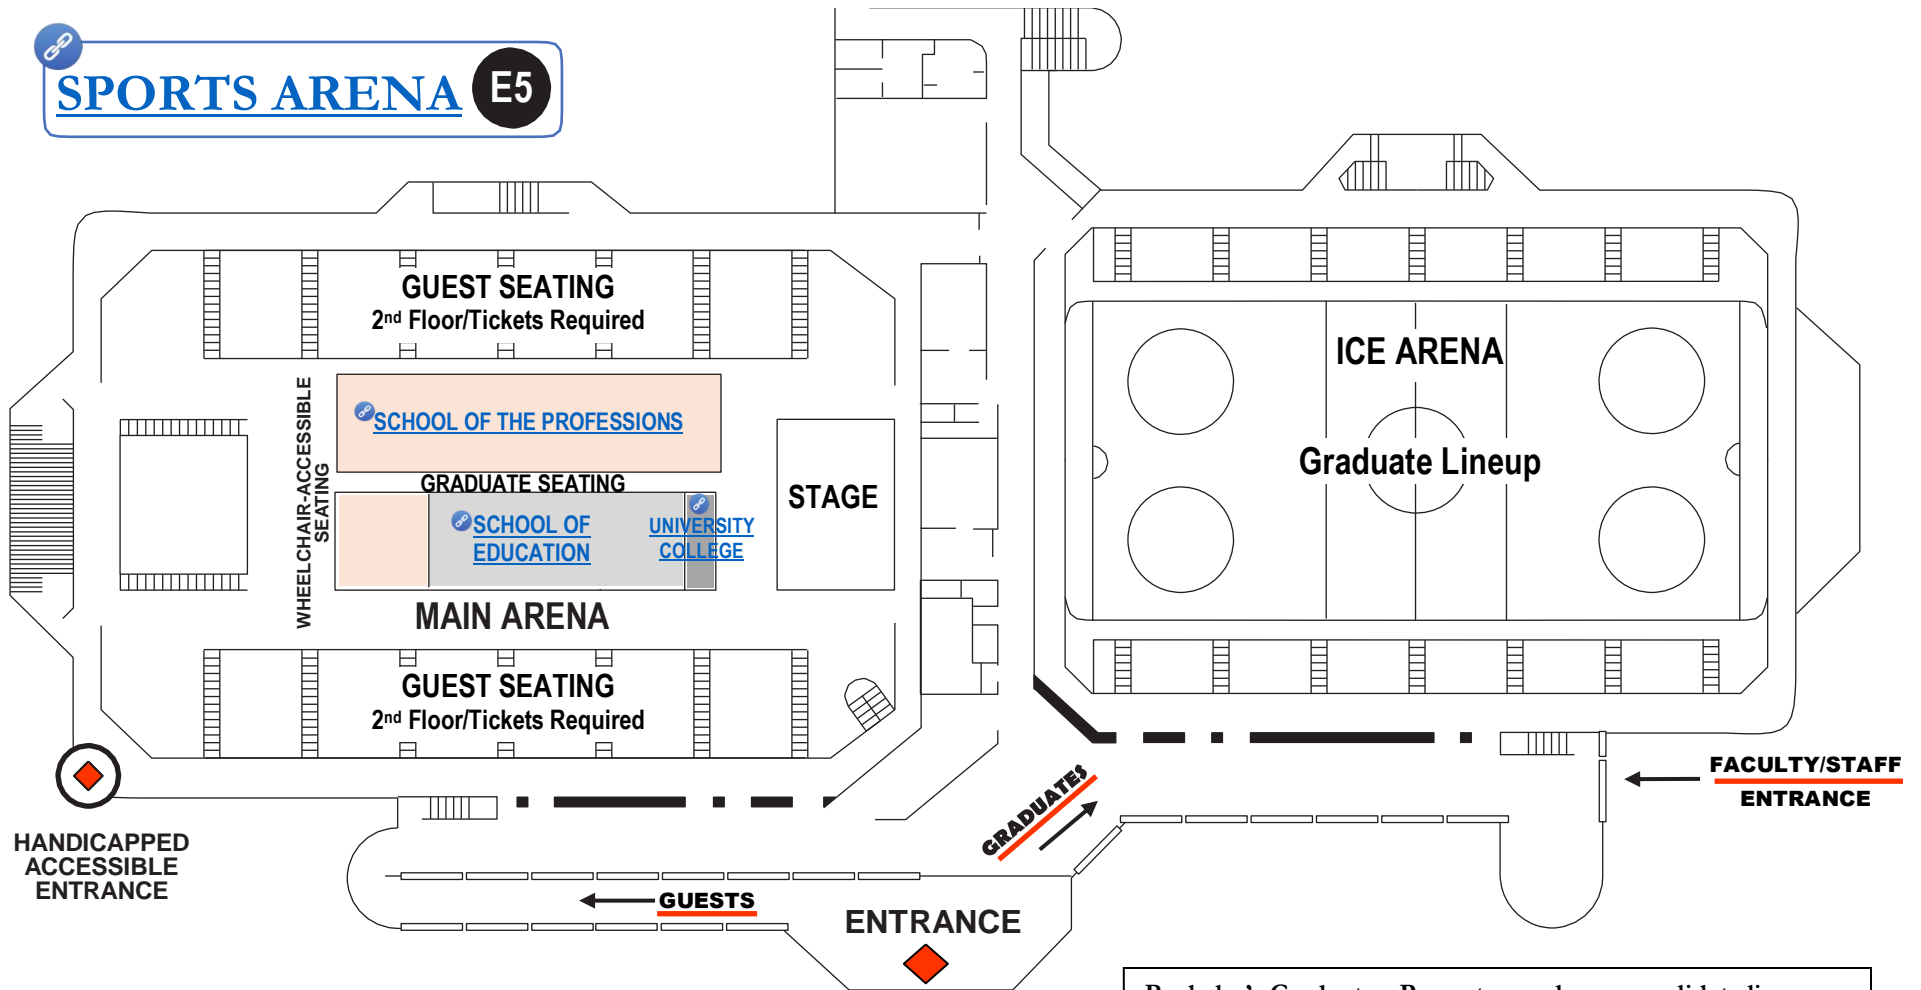 SPORTS ARENA E5
GUEST SEATING
2nd Floor/Tickets Required
WHEELCHAIR-ACCESSIBLE
SEATING
SCHOOL OF THE PROFESSIONS
GRADUATE SEATING
SCHOOL OF
EDUCATION
UNIVERSITY
COLLEGE
STAGE
MAIN ARENA
GUEST SEATING
2nd Floor/Tickets Required
ICE ARENA
Graduate Lineup
HANDICAPPED
ACCESSIBLE
ENTRANCE
GRADUATES
FACULTY/STAFF
ENTRANCE
GUESTS
ENTRANCE